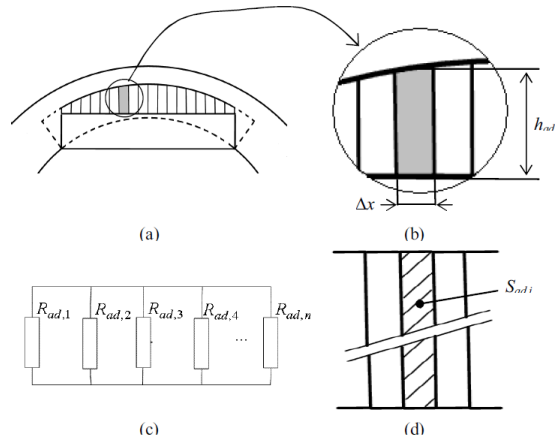 h_ad
Δx
(a)
(b)
R_ad,1
R_ad,2
R_ad,3
R_ad,4
...
R_ad,n
S_ad,i
(c)
(d)